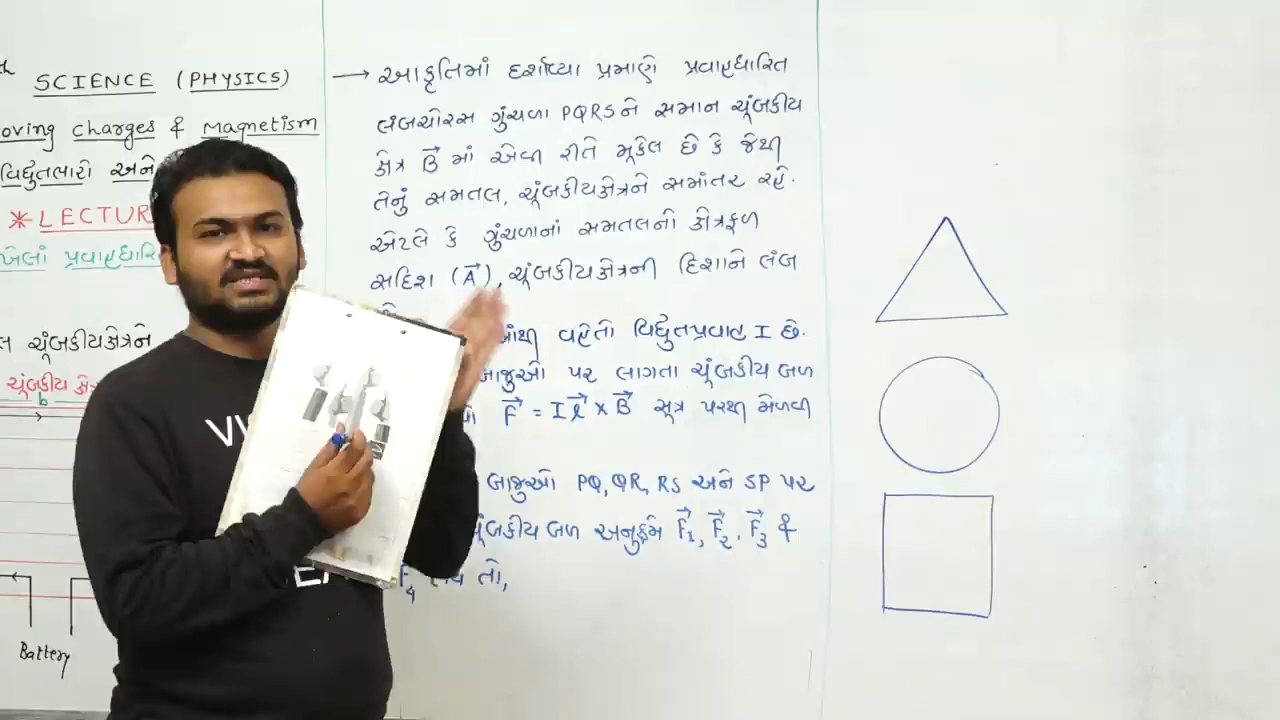 SCIENCE (PHYSICS)
oving charges & Magnetism
વિદ્યુતભારો અને
* LECTUR
ખેલાં પ્રવાહધારિ
ચૂંબકીયક્ષેત્રને
ચૂંબકીય ક્ષે
b
Battery
→ આકૃતિમાં દર્શાવ્યા પ્રમાણે પ્રવાહધારિત
લંબચોરસ ગુંચળા PQRSને સમાન ચૂંબકીય
ક્ષેત્ર B⃗ માં એવી રીતે મૂકેલ છે કે જેથી
તેનું સમતલ, ચૂંબકીયક્ષેત્રને સમાંતર રહે.
એટલે કે ગુંચળાનાં સમતલનો ક્ષેત્રફળ
સદિશ (A⃗), ચૂંબકીયક્ષેત્રની દિશાને લંબ
વહેતો વિદ્યુતપ્રવાહ I છે.
બાજુઓ પર લાગતા ચૂંબકીય બળ
F⃗ = I l⃗ × B⃗ સૂત્ર પરથી મેળવી
બાજુઓ PQ, QR, RS અને SP પર
ચૂંબકીય બળ અનુક્રમે F⃗₁, F⃗₂, F⃗₃ &
F₄ તો,